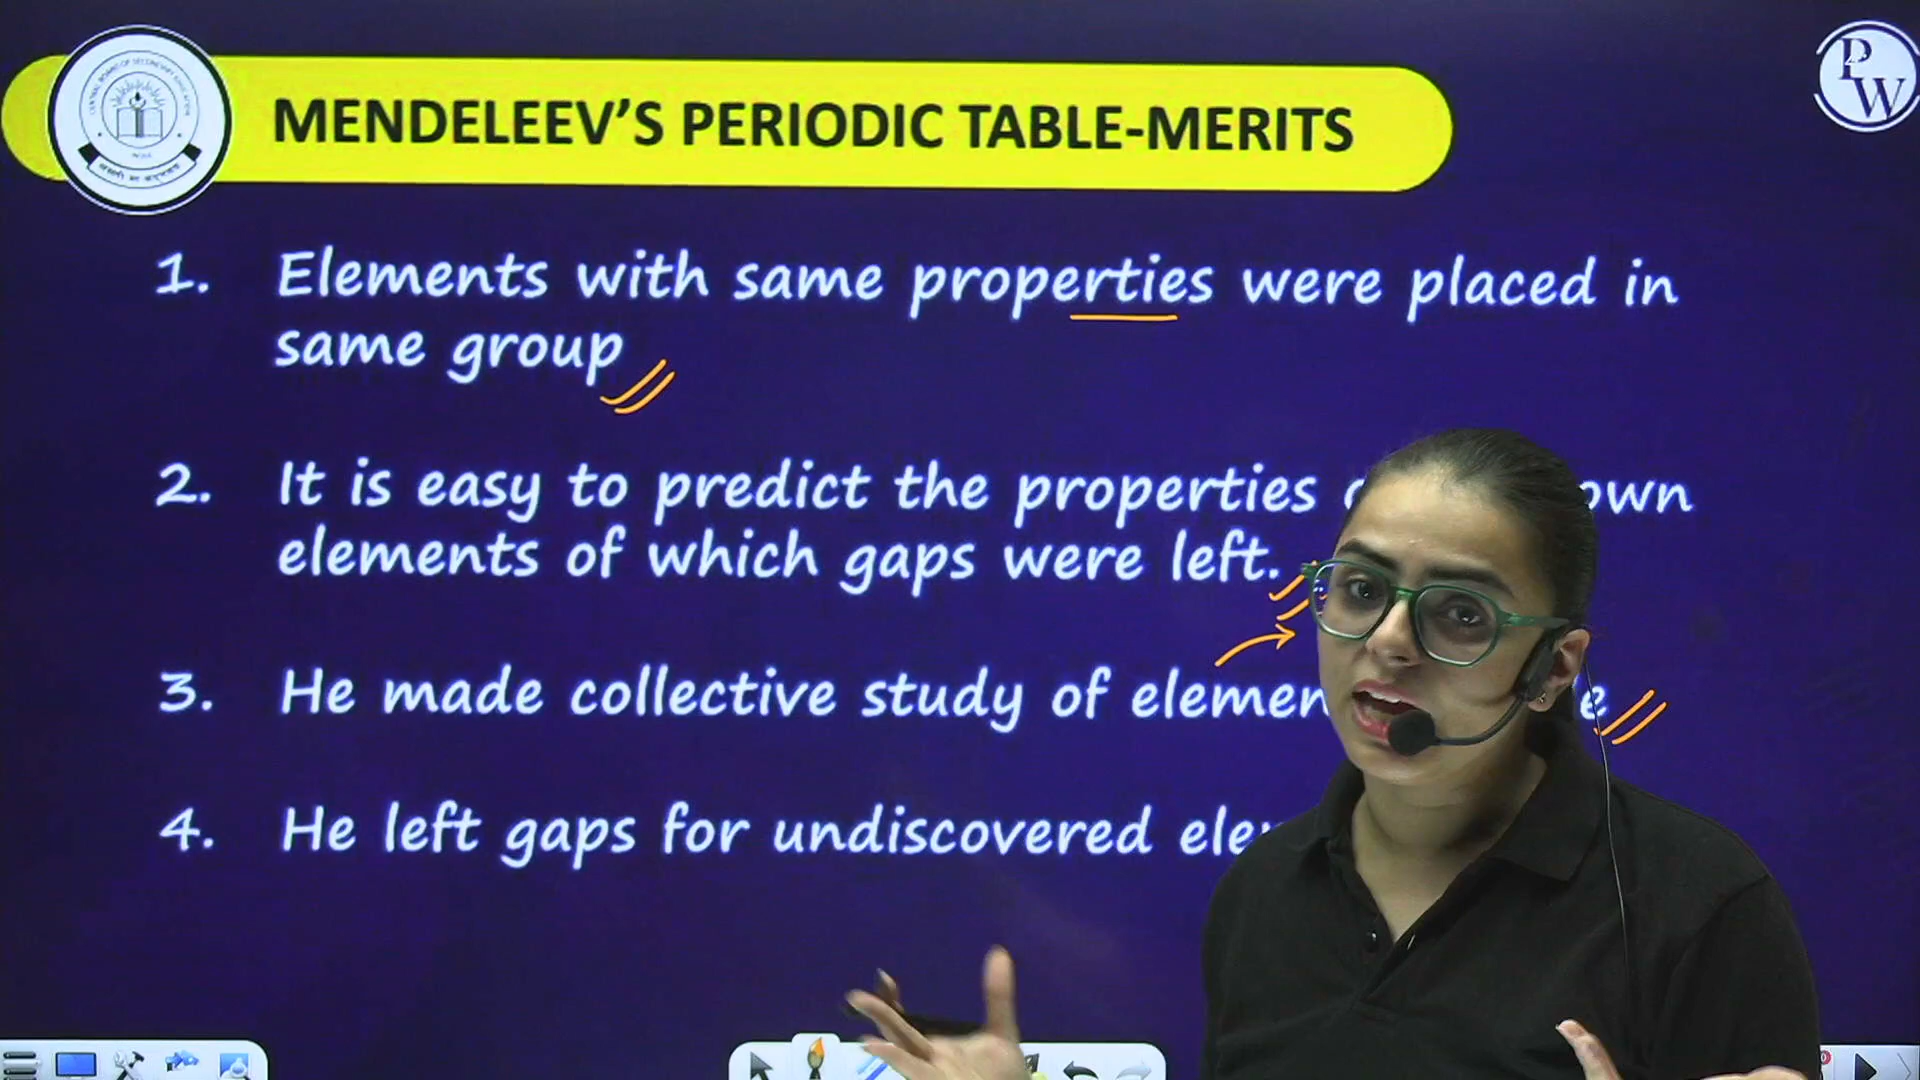 MENDELEEV'S PERIODIC TABLE-MERITS
PW
1. Elements with same properties were placed in
same group
2. It is easy to predict the properties
elements of which gaps were left.
3. He made collective study of
4. He left gaps for undiscovered